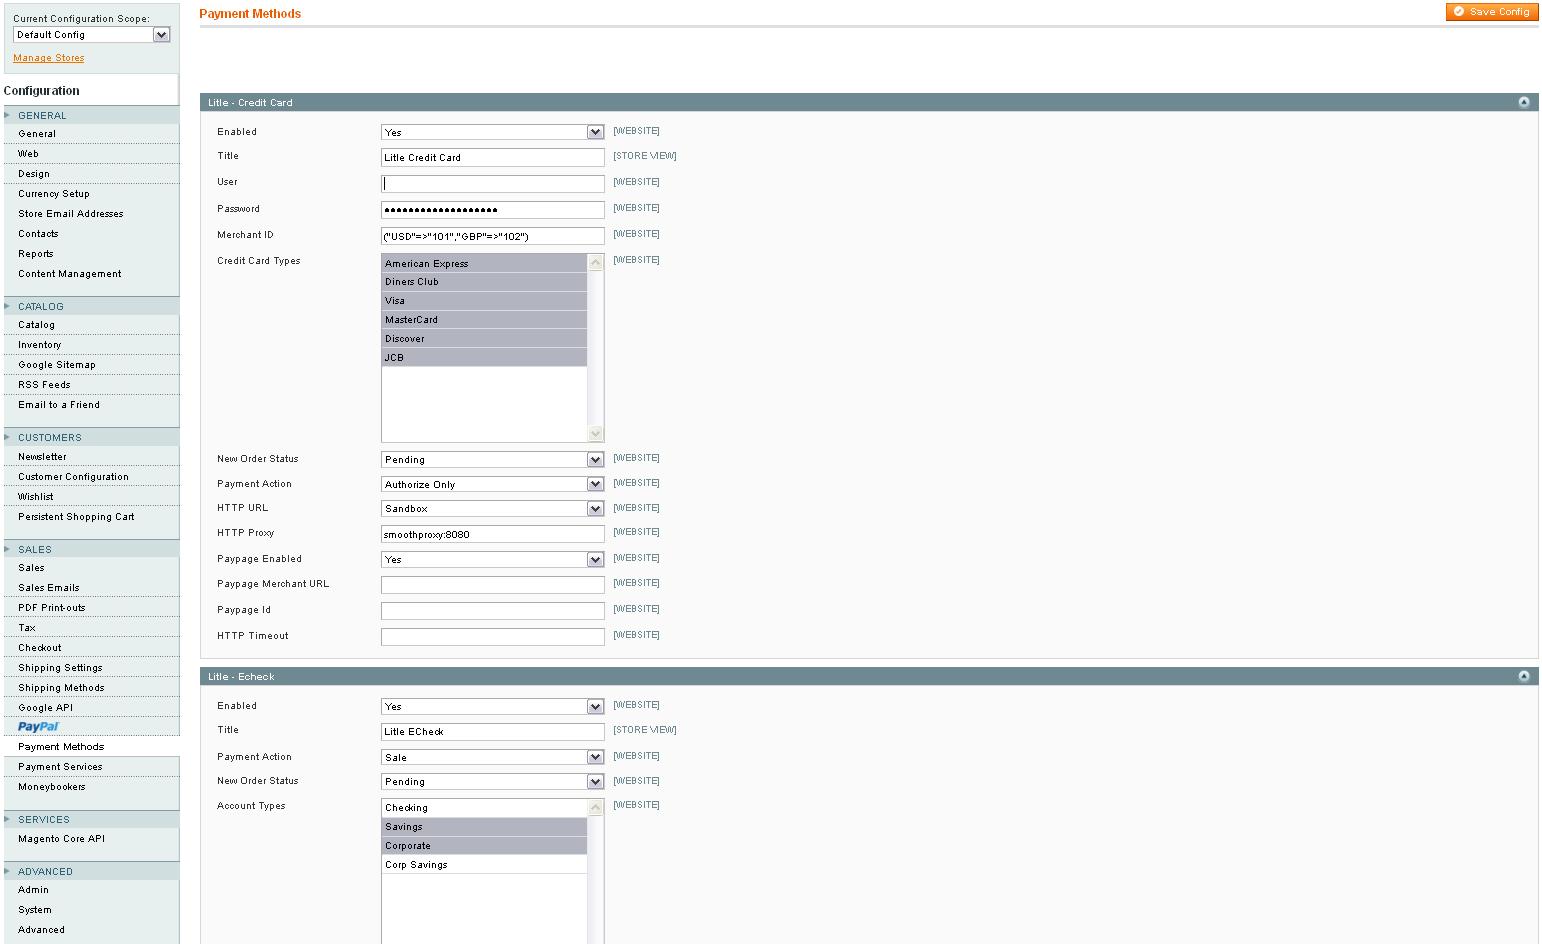 Current Configuration Scope:
Default Config
Manage Stores
Configuration
GENERAL
General
Web
Design
Currency Setup
Store Email Addresses
Contacts
Reports
Content Management
CATALOG
Catalog
Inventory
Google Sitemap
RSS Feeds
Email to a Friend
CUSTOMERS
Newsletter
Customer Configuration
Wishlist
Persistent Shopping Cart
SALES
Sales
Sales Emails
PDF Print-outs
Tax
Checkout
Shipping Settings
Shipping Methods
Google API
PayPal
Payment Methods
Payment Services
Moneybookers
SERVICES
Magento Core API
ADVANCED
Admin
System
Advanced
Payment Methods
Save Config
Litle - Credit Card
Enabled Yes [WEBSITE]
Title Litle Credit Card [STORE VIEW]
User [WEBSITE]
Password ••••••••••••••••••• [WEBSITE]
Merchant ID ("USD"=>"101","GBP"=>"102") [WEBSITE]
Credit Card Types American Express [WEBSITE]
Diners Club
Visa
MasterCard
Discover
JCB
New Order Status Pending [WEBSITE]
Payment Action Authorize Only [WEBSITE]
HTTP URL Sandbox [WEBSITE]
HTTP Proxy smoothproxy:8080 [WEBSITE]
Paypage Enabled Yes [WEBSITE]
Paypage Merchant URL [WEBSITE]
Paypage Id [WEBSITE]
HTTP Timeout [WEBSITE]
Litle - Echeck
Enabled Yes [WEBSITE]
Title Litle ECheck [STORE VIEW]
Payment Action Sale [WEBSITE]
New Order Status Pending [WEBSITE]
Account Types Checking [WEBSITE]
Savings
Corporate
Corp Savings